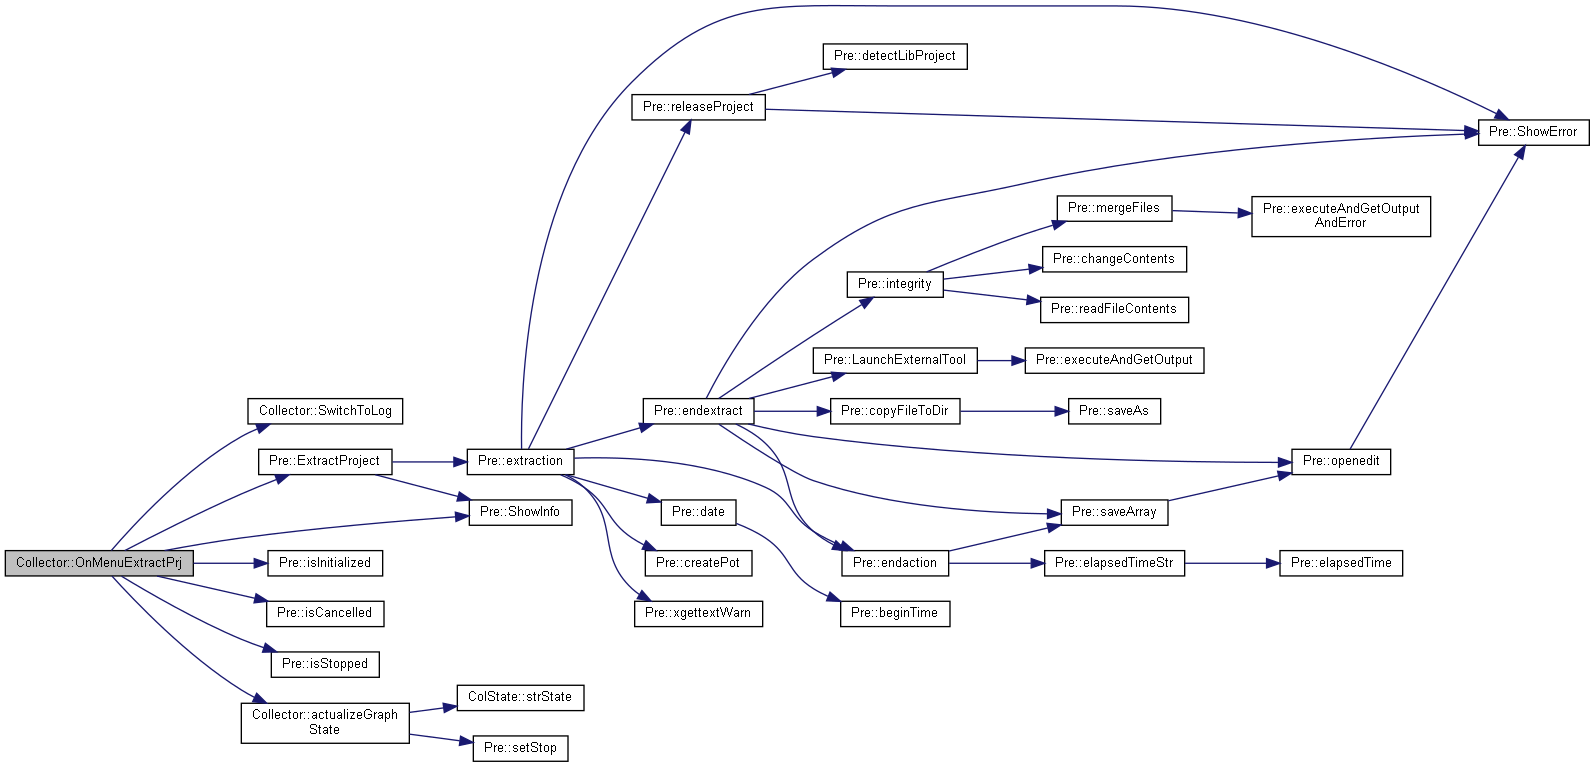 Pre::detectLibProject
Pre::releaseProject
Pre::ShowError
Pre::mergeFiles
Pre::executeAndGetOutput
AndError
Pre::changeContents
Pre::integrity
Pre::readFileContents
Pre::LaunchExternalTool
Pre::executeAndGetOutput
Collector::SwitchToLog
Pre::endextract
Pre::copyFileToDir
Pre::saveAs
Pre::ExtractProject
Pre::extraction
Pre::openedit
Pre::ShowInfo
Pre::date
Pre::saveArray
Collector::OnMenuExtractPrj
Pre::isInitialized
Pre::createPot
Pre::endaction
Pre::elapsedTimeStr
Pre::elapsedTime
Pre::isCancelled
Pre::xgettextWarn
Pre::beginTime
Pre::isStopped
ColState::strState
Collector::actualizeGraph
State
Pre::setStop